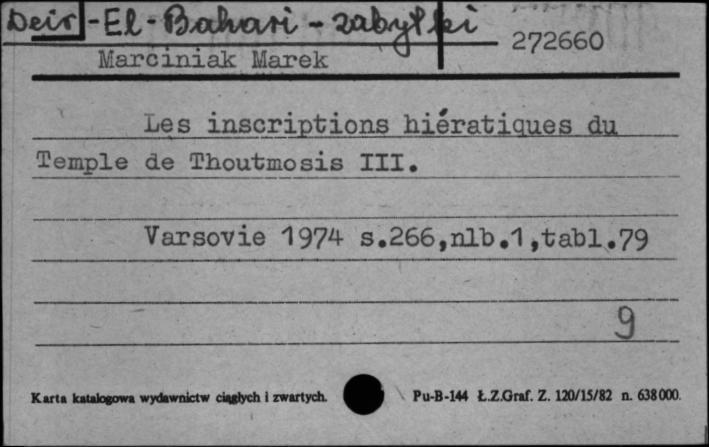 Deir-El-Bahari - zabytki
272660
Marciniak Marek
Les inscriptions hiératiques du
Temple de Thoutmosis III.
Varsovie 1974 s.266,nlb.1,tabl.79
9
Karta katalogowa wydawnictw ciągłych i zwartych.
Pu-B-144 Ł.Z.Graf. Z. 120/15/82 n. 638000.